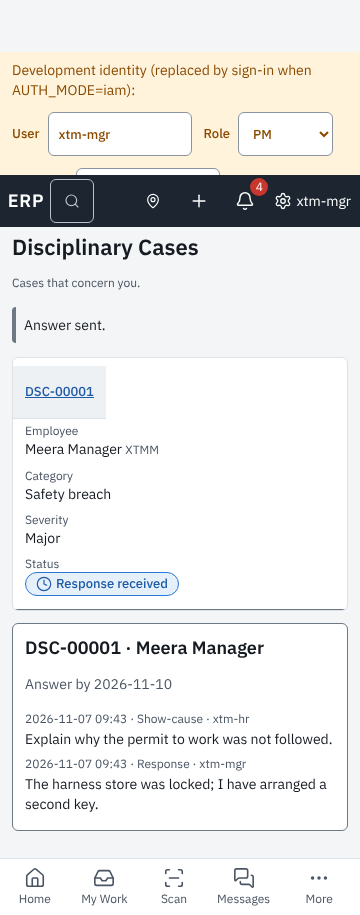 Development identity (replaced by sign-in when
AUTH_MODE=iam):
User xtm-mgr Role PM
ERP 4 xtm-mgr
Disciplinary Cases
Cases that concern you.
Answer sent.
DSC-00001
Employee
Meera Manager XTMM
Category
Safety breach
Severity
Major
Status
Response received
DSC-00001 · Meera Manager
Answer by 2026-11-10
2026-11-07 09:43 · Show-cause · xtm-hr
Explain why the permit to work was not followed.
2026-11-07 09:43 · Response · xtm-mgr
The harness store was locked; I have arranged a
second key.
Home My Work Scan Messages More